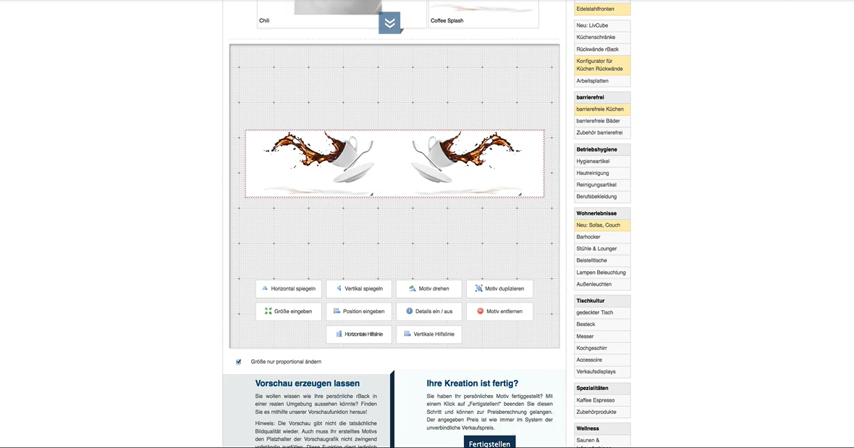 Chili
Coffee Splash
Horizontal spiegeln
Vertikal spiegeln
Motiv drehen
Motiv duplizieren
Größe eingeben
Position eingeben
Details ein / aus
Motiv entfernen
Horizontale Hilfslinie
Vertikale Hilfslinie
Größe nur proportional ändern
Vorschau erzeugen lassen
Sie wollen wissen wie Ihre persönliche rBack in
einer realen Umgebung aussehen könnte? Finden
Sie es mithilfe unserer Vorschaufunktion heraus!
Hinweis: Die Vorschau gibt nicht die tatsächliche
Bildqualität wieder. Auch muss Ihr erstelltes Motivs
den Platzhalter der Vorschaugrafik nicht zwingend
Ihre Kreation ist fertig?
Sie haben Ihr persönliches Motiv fertiggestellt? Mit
einem Klick auf „Fertigstellen!" beenden Sie diesen
Schritt und können zur Preisberechnung gelangen.
Der angegeben Preis ist wie immer im System der
unverbindliche Verkaufspreis.
Fertigstellen
Edelstahlfronten
Neu: LivCube
Küchenschränke
Rückwände rBack
Konfigurator für
Küchen Rückwände
Arbeitsplatten
barrierefrei
barrierefreie Küchen
barrierefreie Bäder
Zubehör barrierefrei
Betriebshygiene
Hygieneartikel
Hautreinigung
Reinigungsartikel
Berufsbekleidung
Wohnerlebnisse
Neu: Sofas, Couch
Barhocker
Stühle & Lounger
Beistelltische
Lampen Beleuchtung
Außenleuchten
Tischkultur
gedeckter Tisch
Besteck
Messer
Kochgeschirr
Accessoire
Verkaufsdisplays
Spezialitäten
Kaffee Espresso
Zubehörprodukte
Wellness
Saunen &